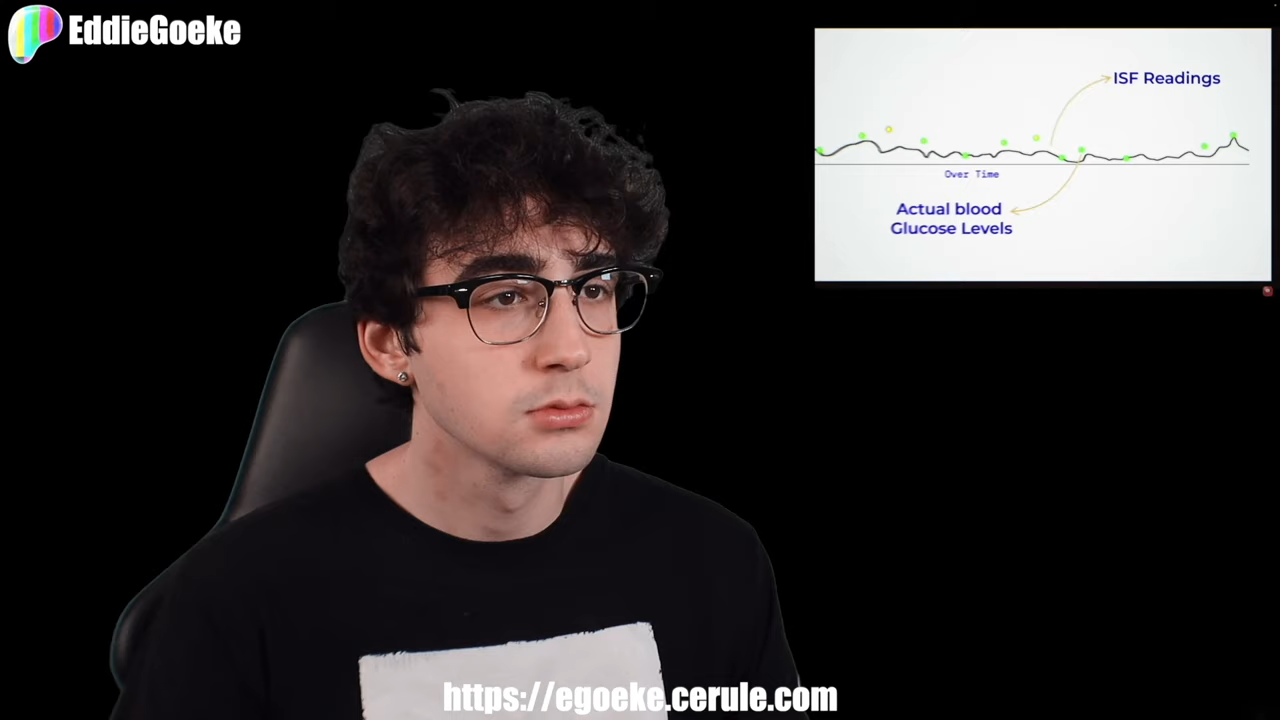 EddieGoeke
ISF Readings
Over Time
Actual blood
Glucose Levels
https://egoeke.cerule.com